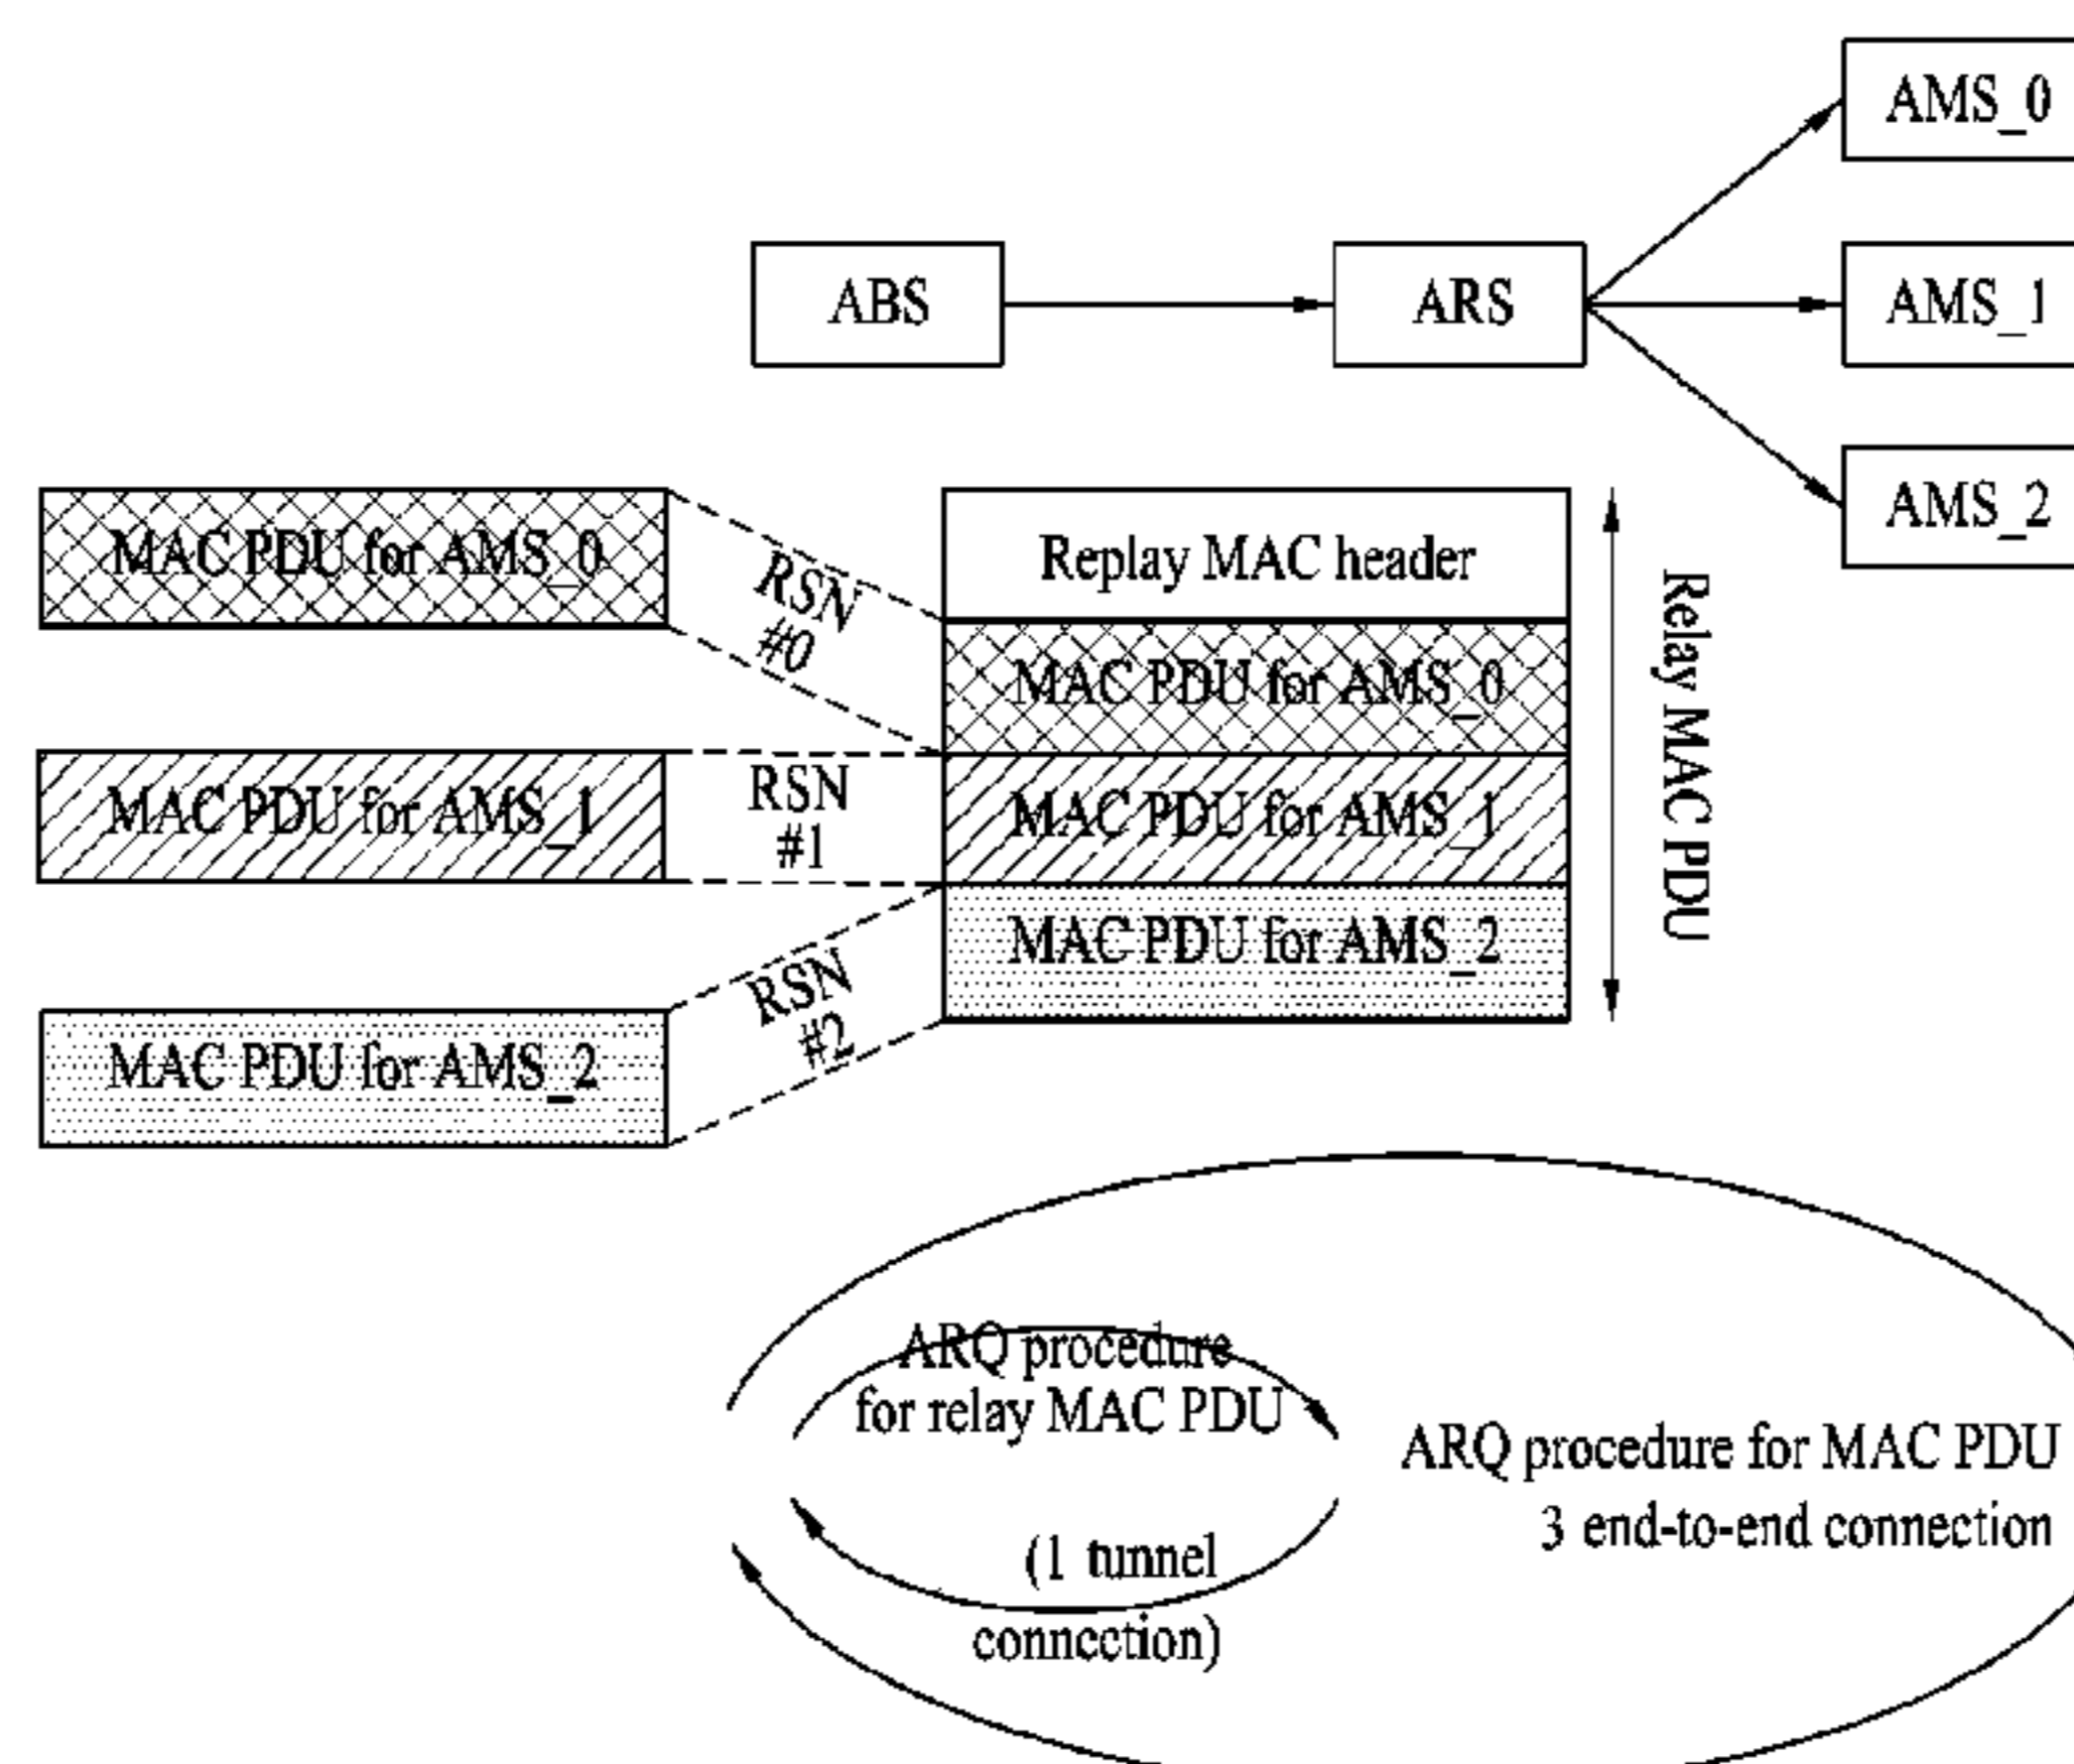 AMS_0
ABS
ARS
AMS_1
AMS_2
MAC PDU for AMS_0
RSN
#0
Replay MAC header
MAC PDU for AMS_0
MAC PDU for AMS_1
RSN
#1
MAC PDU for AMS_1
MAC PDU for AMS_2
RSN
#2
MAC PDU for AMS_2
Relay MAC PDU
ARQ procedure
for relay MAC PDU
(1 tunnel
connection)
ARQ procedure for MAC PDU
3 end-to-end connection